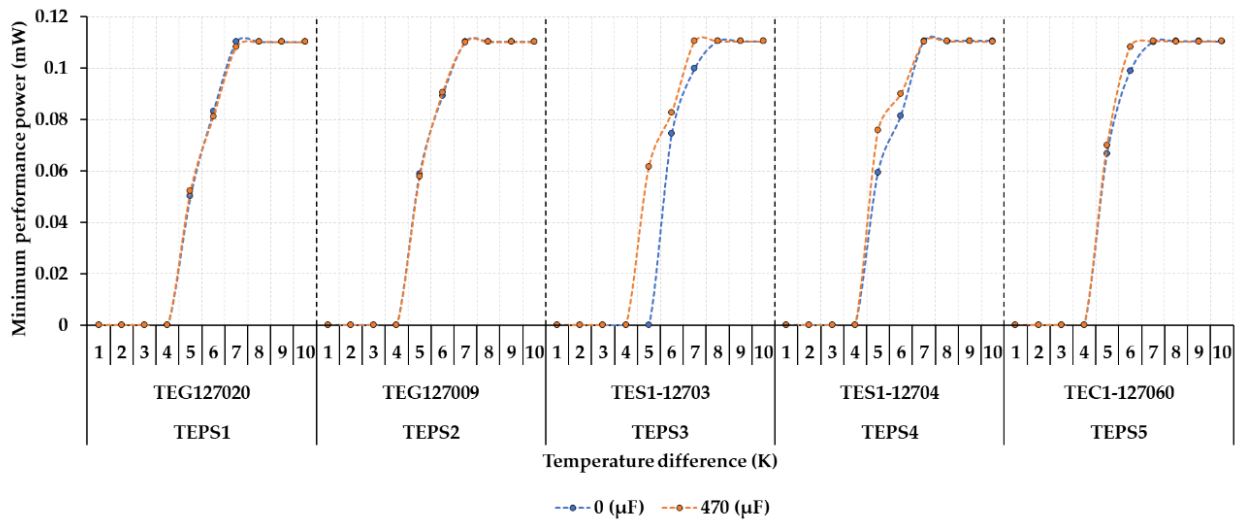 Minimum performance power (mW)
0.12
0.1
0.08
0.06
0.04
0.02
0
1 2 3 4 5 6 7 8 9 10 1 2 3 4 5 6 7 8 9 10 1 2 3 4 5 6 7 8 9 10 1 2 3 4 5 6 7 8 9 10 1 2 3 4 5 6 7 8 9 10
TEG127020 TEG127009 TES1-12703 TES1-12704 TEC1-127060
TEPS1 TEPS2 TEPS3 TEPS4 TEPS5
Temperature difference (K)
0 (µF) 470 (µF)